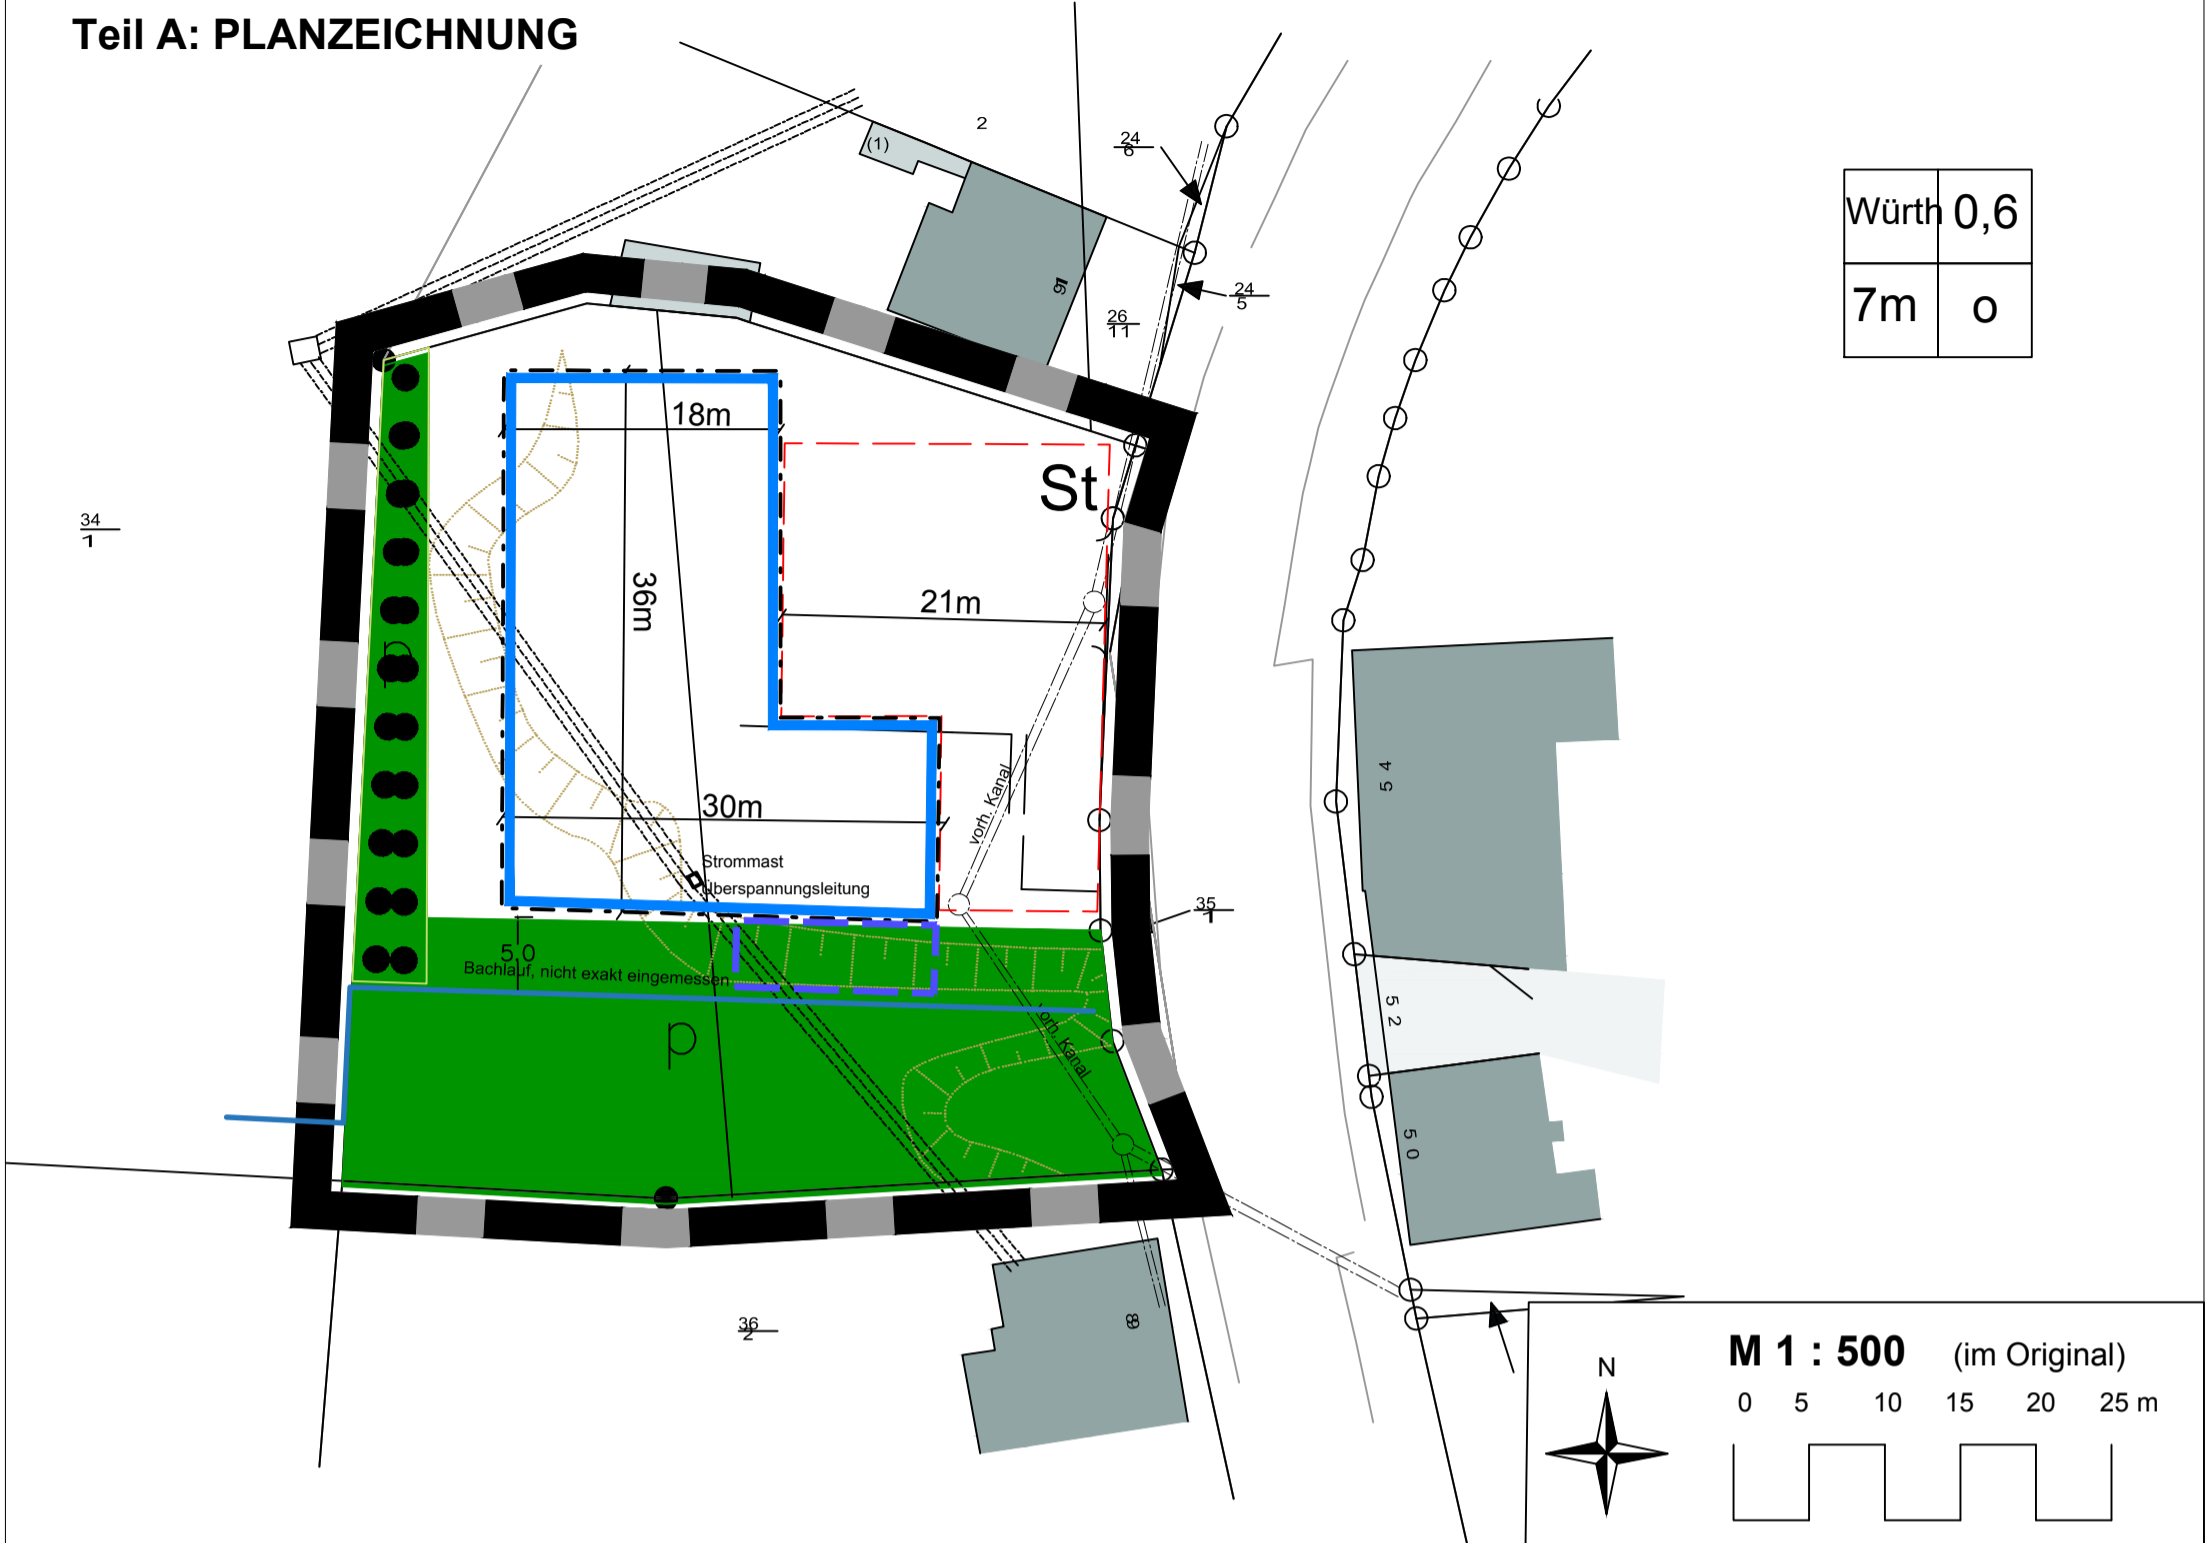 Teil A: PLANZEICHNUNG
2
(1)
24
6
Würth 0,6
7m o
91
24
5
26
11
18m
St
34
1
36m
21m
p
54
vorh. Kanal
30m
Strommast
Überspannungsleitung
35
1
5,0
Bachlauf, nicht exakt eingemessen
52
p
vorh. Kanal
50
36
2
89
M 1 : 500 (im Original)
N
0 5 10 15 20 25 m